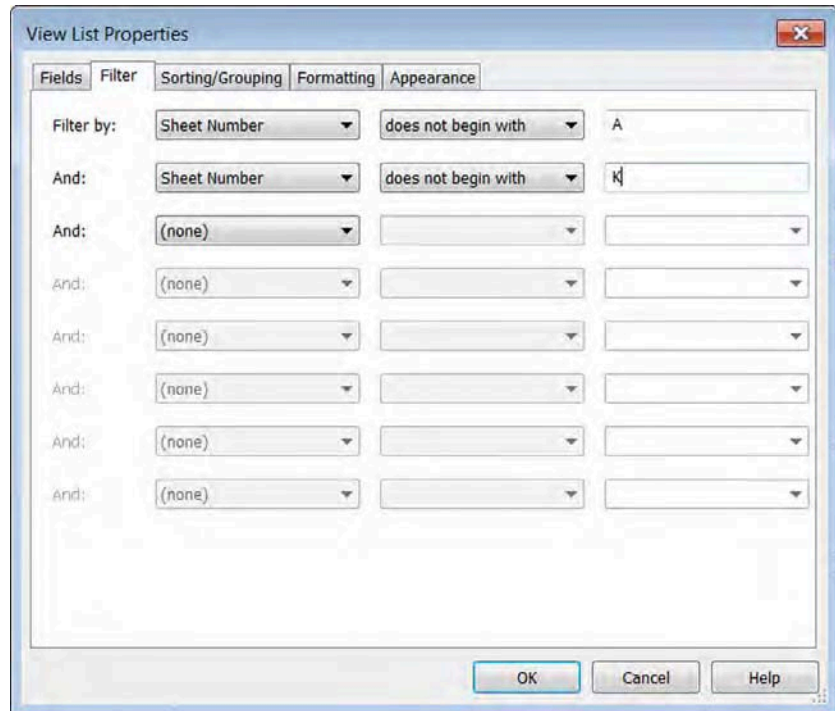 View List Properties
Fields Filter Sorting/Grouping Formatting Appearance
Filter by: Sheet Number does not begin with A
And: Sheet Number does not begin with K
And: (none)
And: (none)
And: (none)
And: (none)
And: (none)
And: (none)
OK Cancel Help